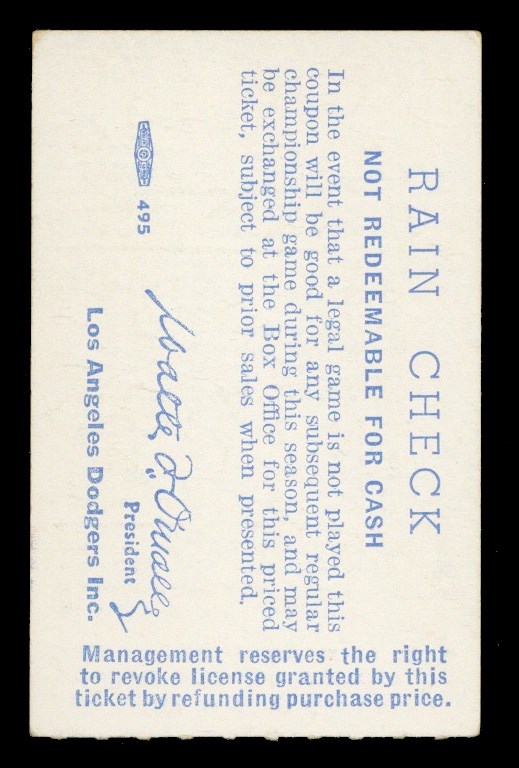 RAIN CHECK
NOT REDEEMABLE FOR CASH
In the event that a legal game is not played this
coupon will be good for any subsequent regular
championship game during this season, and may
be exchanged at the Box Office for this priced
ticket, subject to prior sales when presented.
495
Walter F. O'Malley
President
Los Angeles Dodgers Inc.
Management reserves the right
to revoke license granted by this
ticket by refunding purchase price.